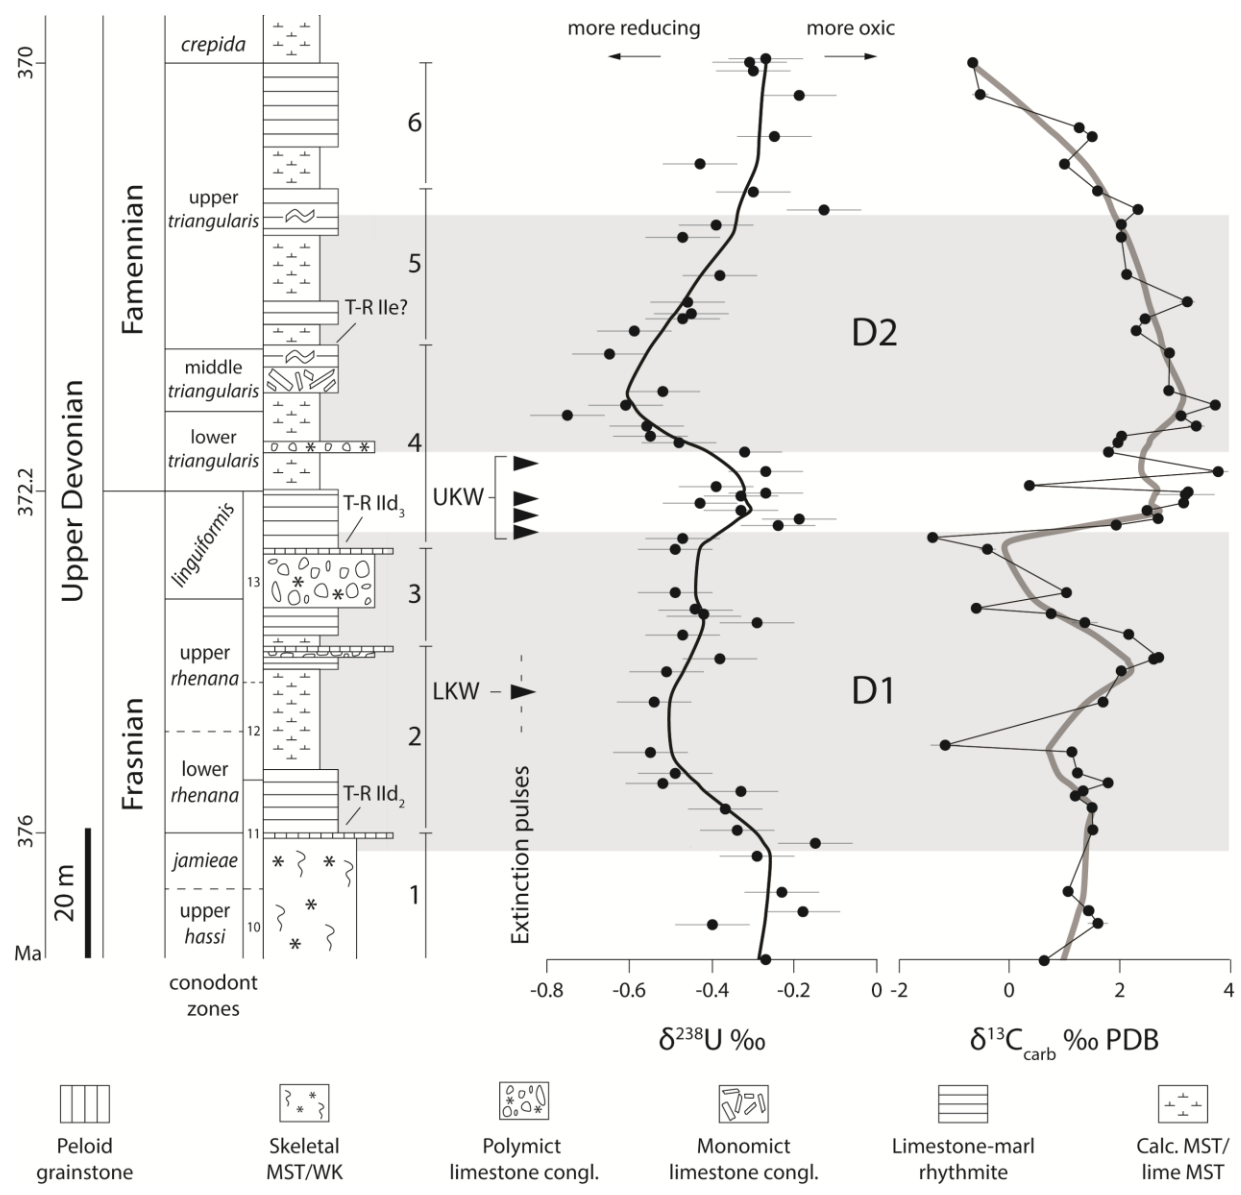 more reducing
more oxic
370
372.2
376
Ma
20 m
Upper Devonian
Famennian
Frasnian
crepida
upper
triangularis
middle
triangularis
lower
triangularis
linguiformis
upper
rhenana
lower
rhenana
jamieae
upper
hassi
13
12
11
10
conodont
zones
T-R IIe?
T-R IId₃
T-R IId₂
6
5
4
3
2
1
UKW
LKW
Extinction pulses
D2
D1
-0.8
-0.6
-0.4
-0.2
0
-2
0
2
4
δ²³⁸U ‰
δ¹³C_carb ‰ PDB
Peloid
grainstone
Skeletal
MST/WK
Polymict
limestone congl.
Monomict
limestone congl.
Limestone-marl
rhythmite
Calc. MST/
lime MST